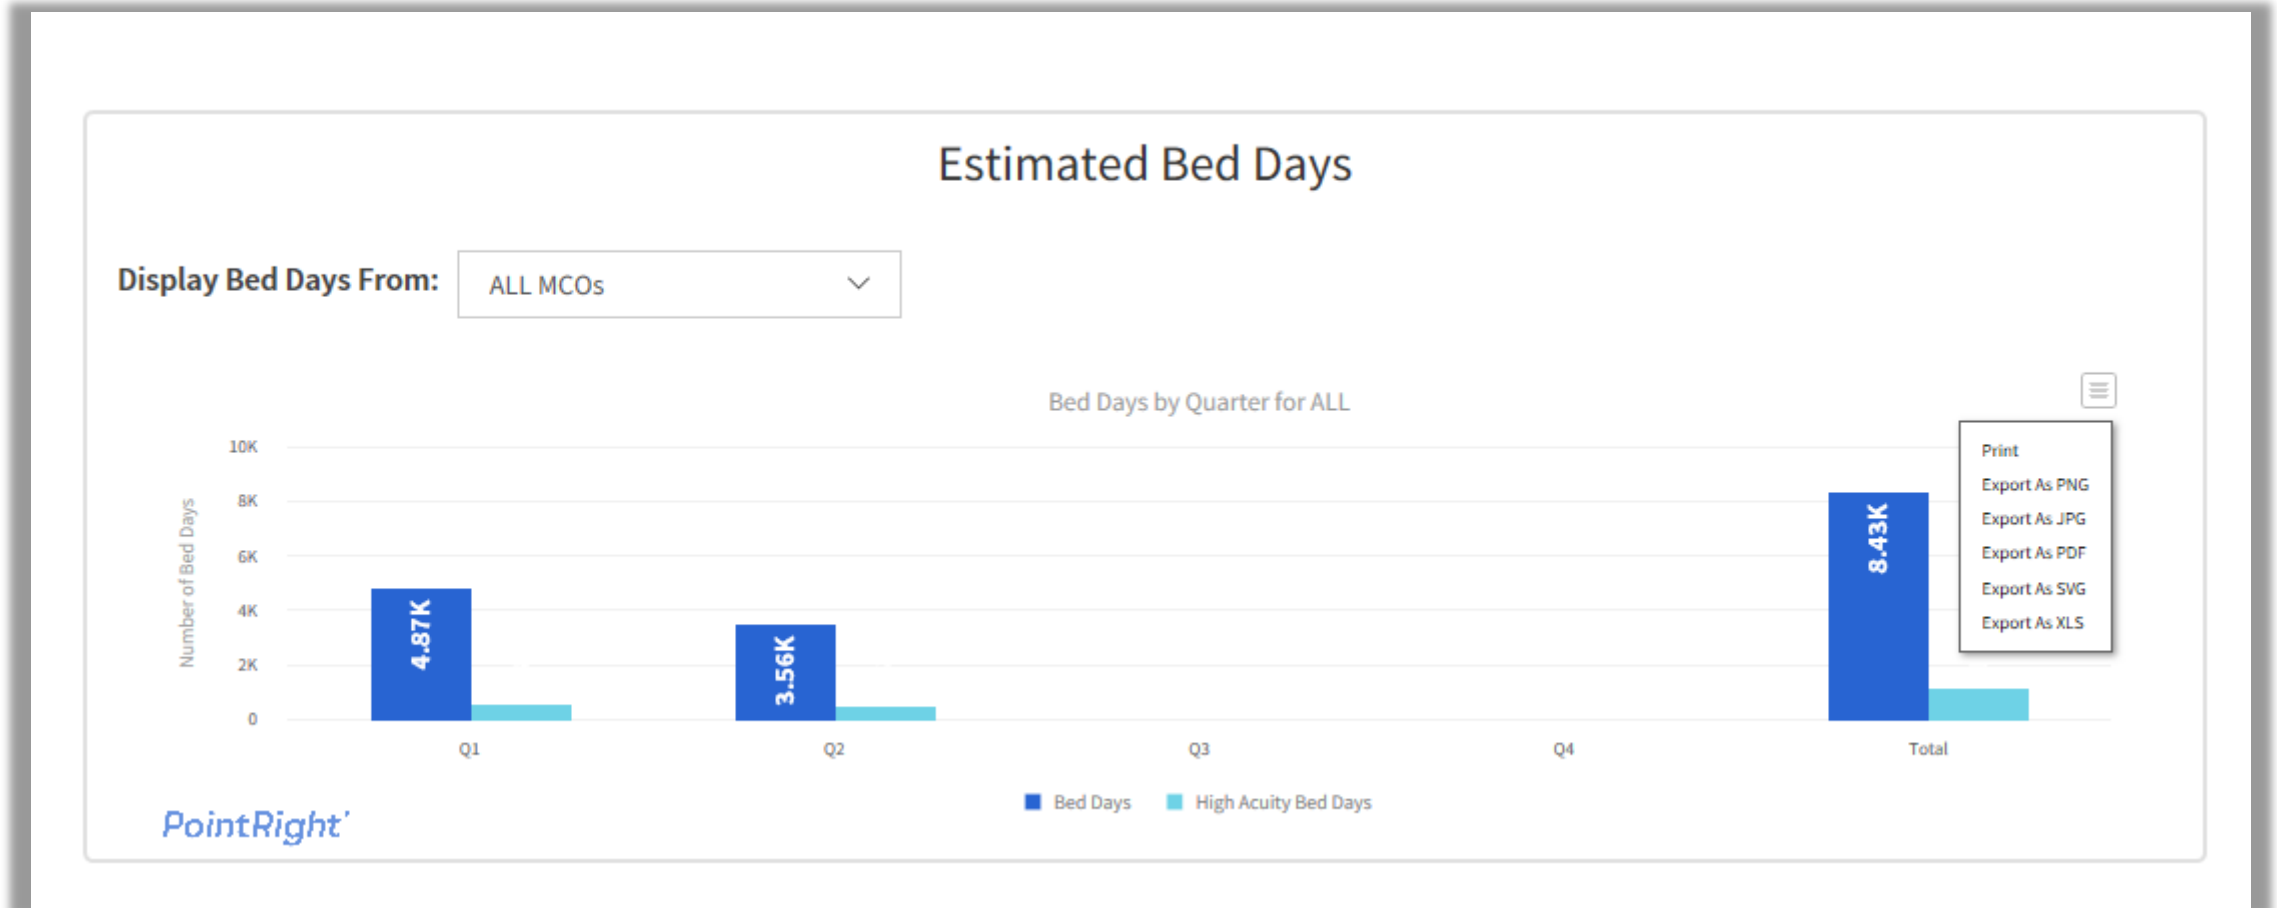 Estimated Bed Days
Display Bed Days From:
ALL MCOs
Bed Days by Quarter for ALL
Print
Export As PNG
Export As JPG
Export As PDF
Export As SVG
Export As XLS
Number of Bed Days
10K
8K
6K
4K
2K
0
4.87K
3.56K
8.43K
Q1
Q2
Q3
Q4
Total
Bed Days
High Acuity Bed Days
PointRight